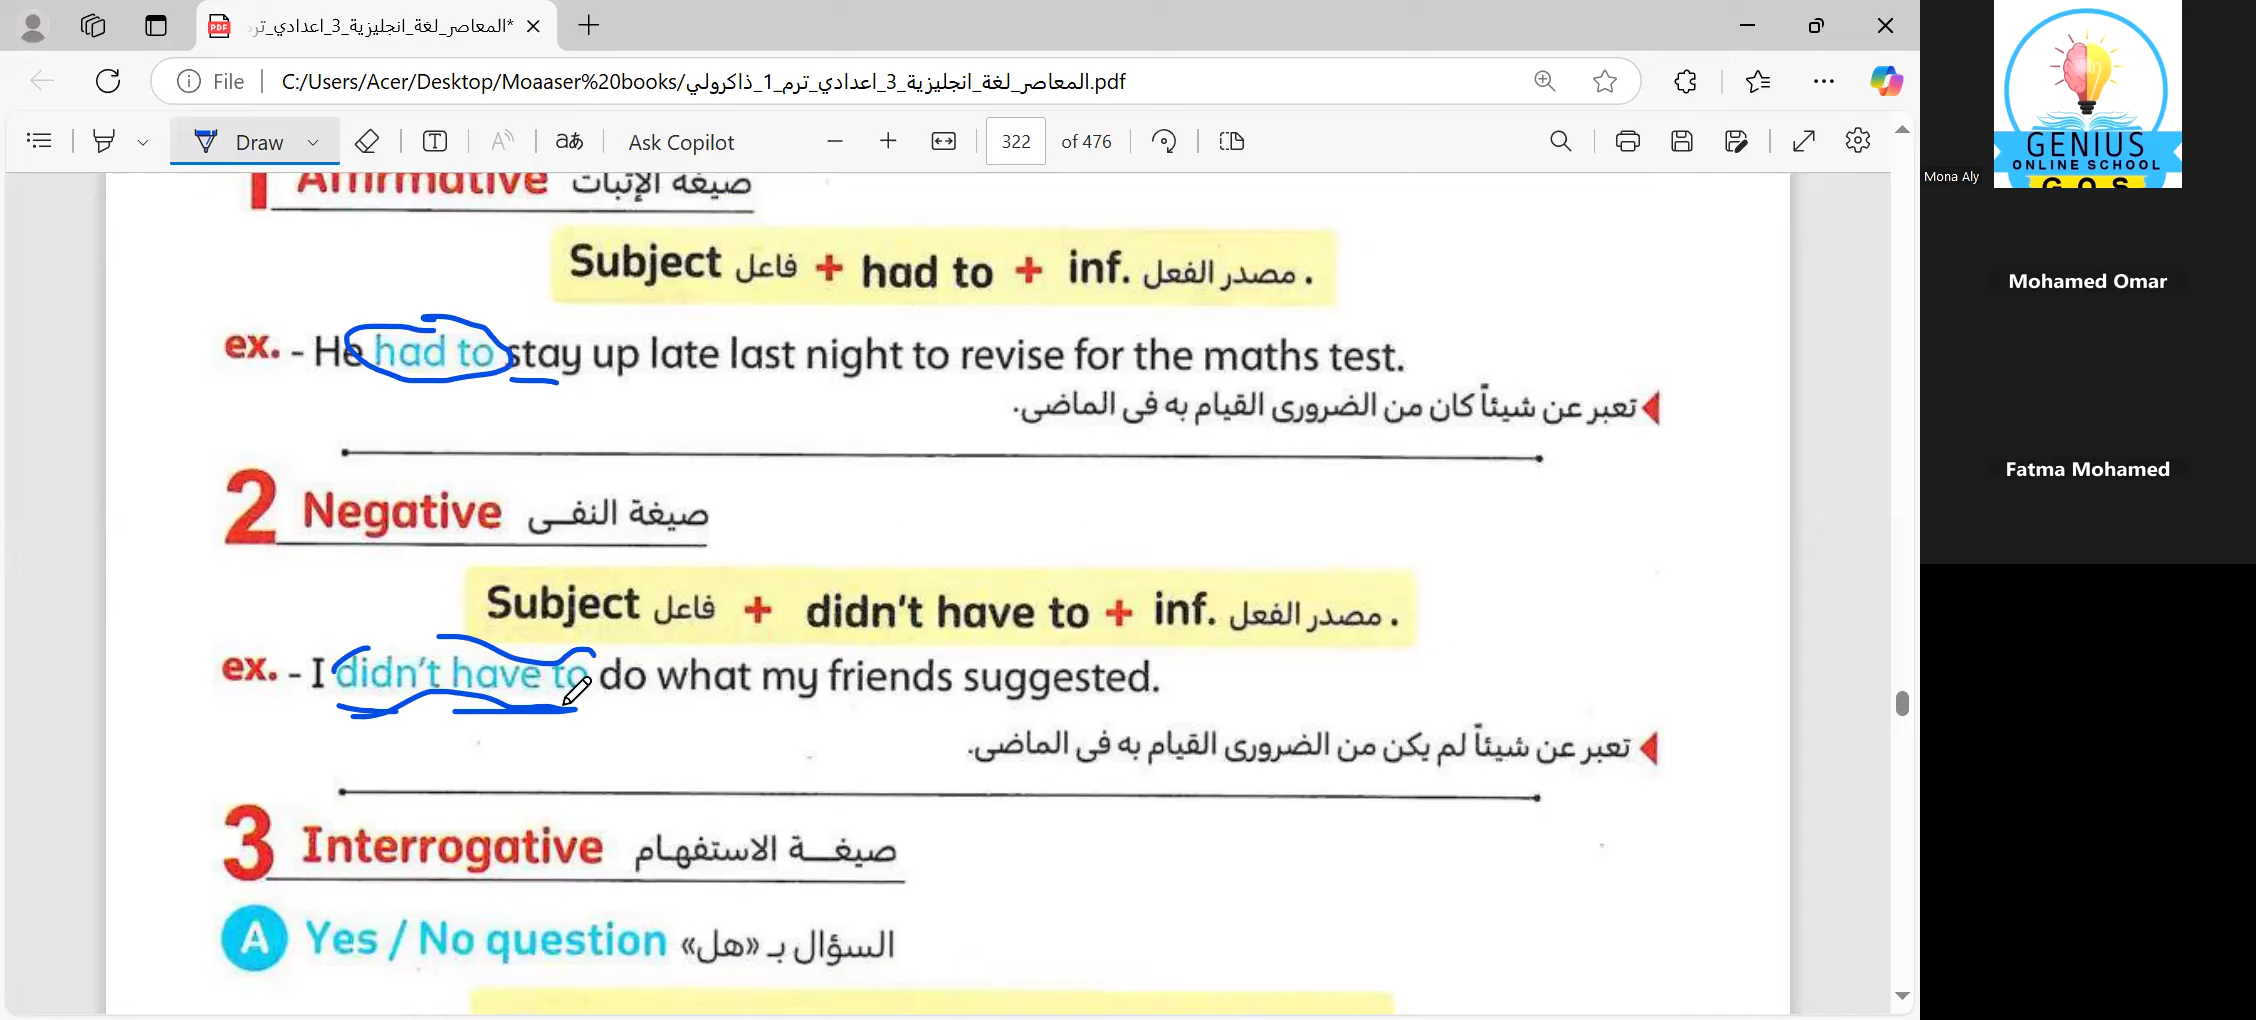 *المعاصر_لغة_انجليزية_3_اعدادي_تر
File
C:/Users/Acer/Desktop/Moaaser%20books/المعاصر_لغة_انجليزية_3_اعدادي_ترم_1_ذاكرولي.pdf
Draw
Ask Copilot
322 of 476
Affirmative صيغة الإثبات
Subject فاعل + had to + inf. مصدر الفعل .
ex. - He had to stay up late last night to revise for the maths test.
تعبر عن شيئاً كان من الضرورى القيام به فى الماضى.
2 Negative صيغة النفـى
Subject فاعل + didn't have to + inf. مصدر الفعل .
ex. - I didn't have to do what my friends suggested.
تعبر عن شيئاً لم يكن من الضرورى القيام به فى الماضى.
3 Interrogative صيغـــة الاستفهـام
A Yes / No question السؤال بـ «هل»
GENIUS
ONLINE SCHOOL
GOS
Mona Aly
Mohamed Omar
Fatma Mohamed